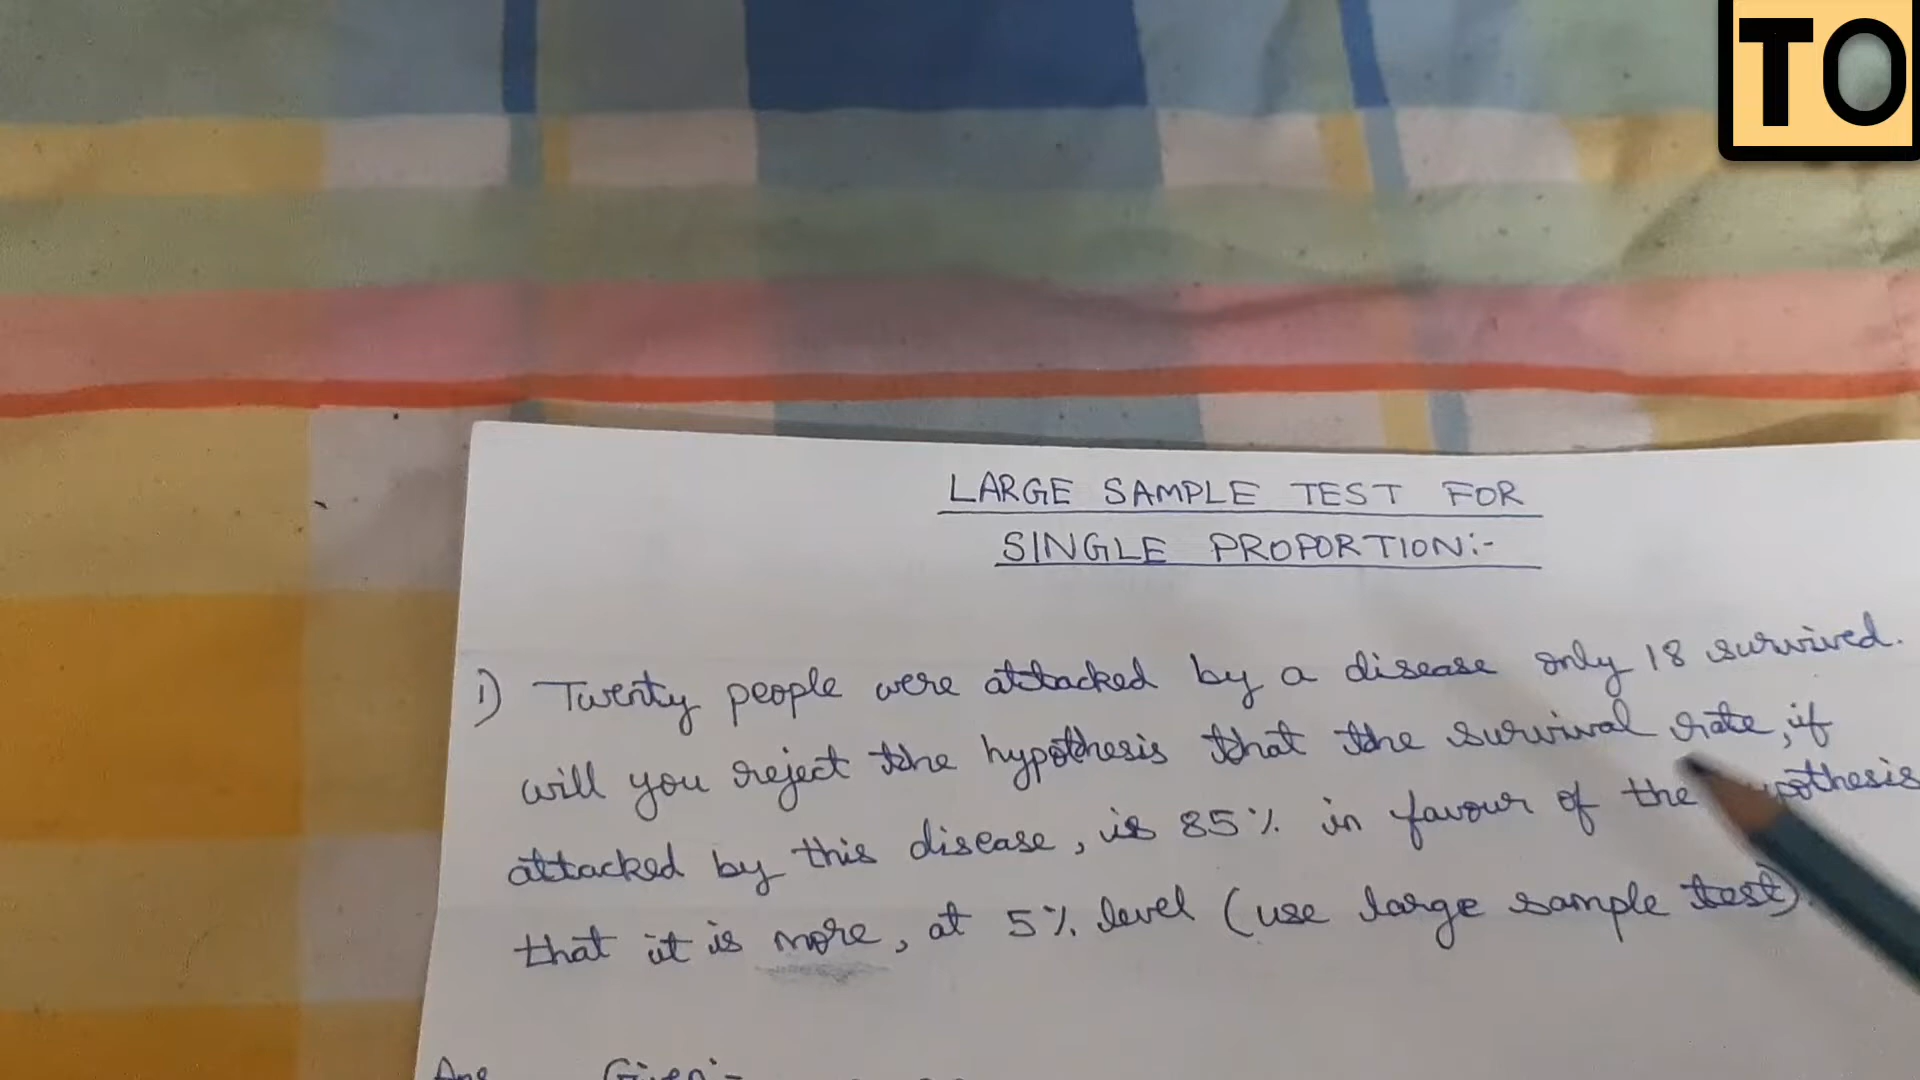 TO
LARGE SAMPLE TEST FOR
SINGLE PROPORTION:-
1) Twenty people were attacked by a disease only 18 survived.
will you reject the hypothesis that the survival rate, if
attacked by this disease, is 85% in favour of the
that it is more, at 5% level (use large sample test)
Ans Given:-